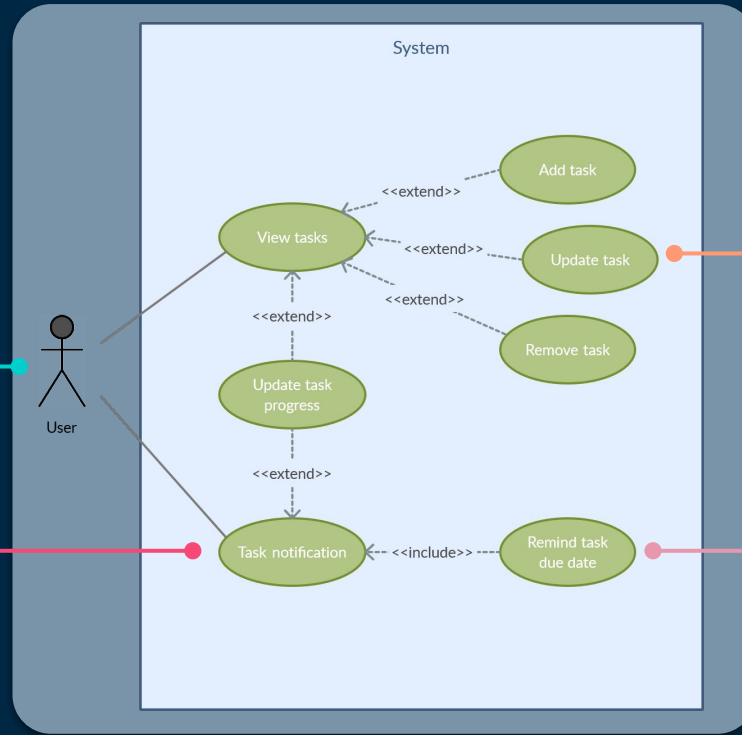 System
Add task
<<extend>>
View tasks
<<extend>>
Update task
<<extend>>
<<extend>>
Remove task
Update task
progress
User
<<extend>>
Task notification
<<include>>
Remind task
due date